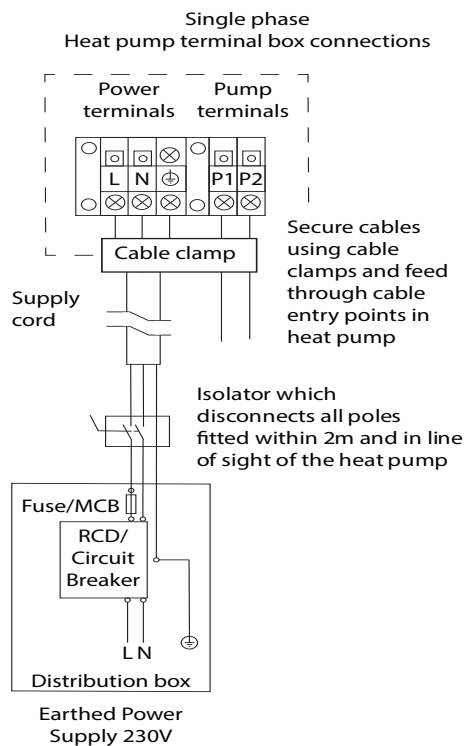 Single phase
Heat pump terminal box connections
Power
terminals
Pump
terminals
L N P1 P2
Cable clamp
Secure cables
using cable
clamps and feed
through cable
entry points in
heat pump
Supply
cord
Isolator which
disconnects all poles
fitted within 2m and in line
of sight of the heat pump
Fuse/MCB
RCD/
Circuit
Breaker
L N
Distribution box
Earthed Power
Supply 230V